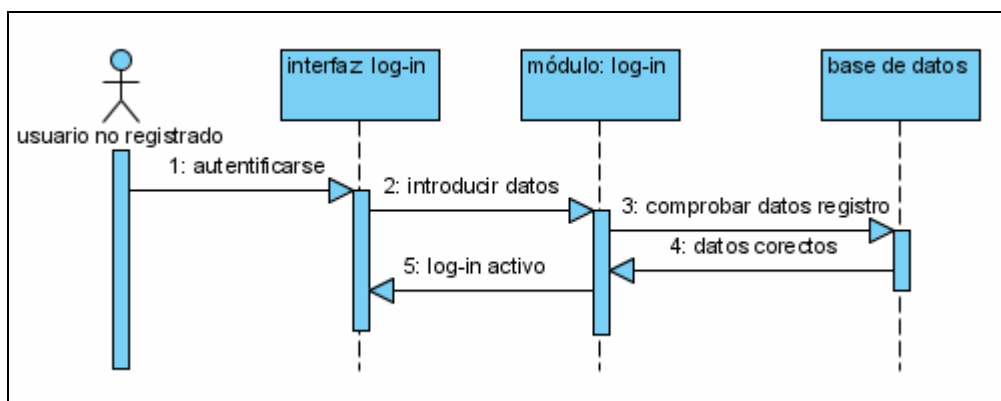 interfaz log-in
módulo: log-in
base de datos
usuario no registrado
1: autentificarse
2: introducir datos
3: comprobar datos registro
4: datos corectos
5: log-in activo